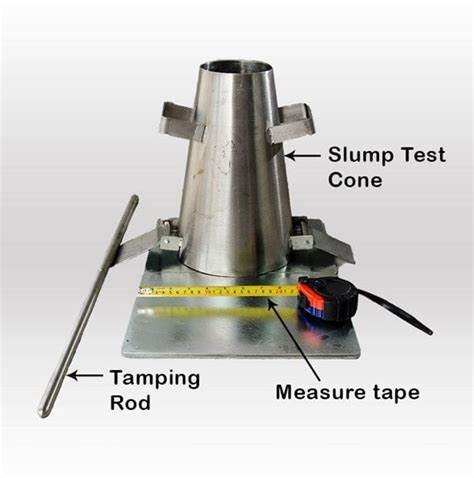 Slump Test
Cone
Tamping
Rod
Measure tape